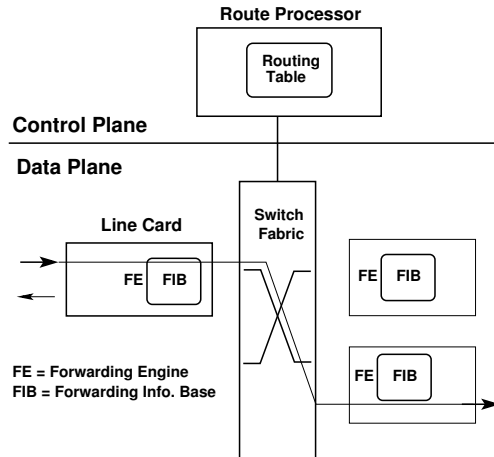 Route Processor
Routing
Table
Control Plane
Data Plane
Switch
Fabric
Line Card
FE FIB
FE FIB
FE FIB
FE = Forwarding Engine
FIB = Forwarding Info. Base